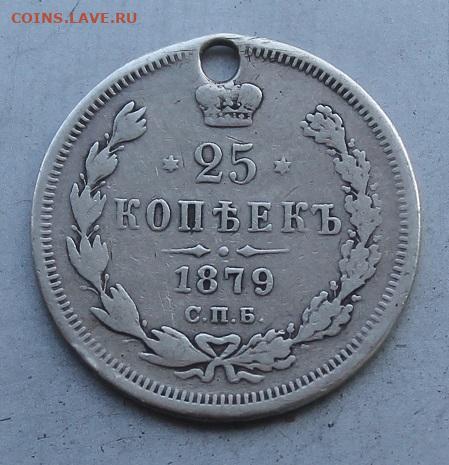 COINS.LAVE.RU
* 25 *
КОПѢЕКЪ
1879
С.П.Б.